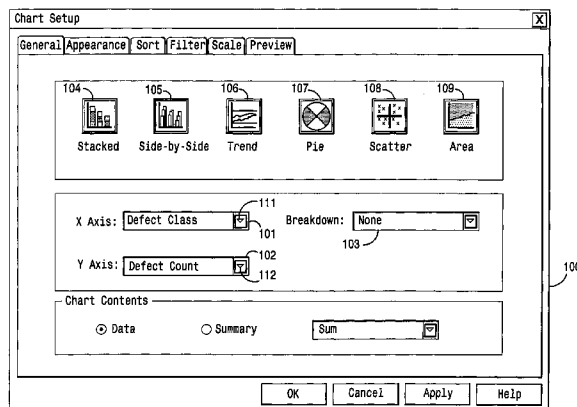 Chart Setup X
General Appearance Sort Filter Scale Preview
104 105 106 107 108 109
Stacked Side-by-Side Trend Pie Scatter Area
111
X Axis: Defect Class Breakdown: None
101
103
102
Y Axis: Defect Count
112
100
Chart Contents
Data Summary Sum
OK Cancel Apply Help